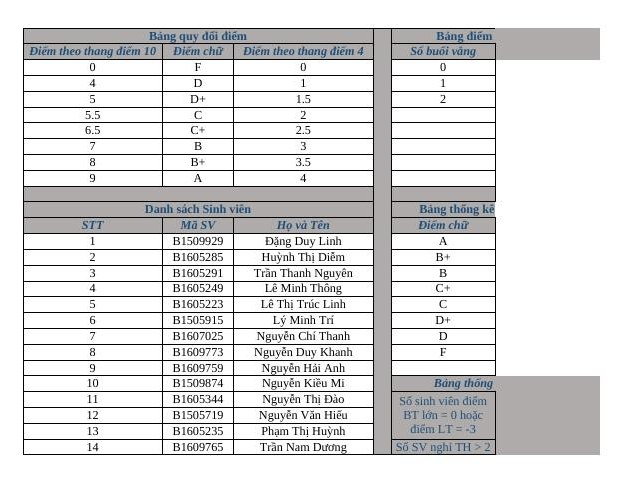 Bảng quy đổi điểm Bảng điểm
Điểm theo thang điểm 10 Điểm chữ Điểm theo thang điểm 4 Số buổi vắng
0 F 0 0
4 D 1 1
5 D+ 1.5 2
5.5 C 2
6.5 C+ 2.5
7 B 3
8 B+ 3.5
9 A 4
Danh sách Sinh viên Bảng thống kê
STT Mã SV Họ và Tên Điểm chữ
1 B1509929 Đặng Duy Linh A
2 B1605285 Huỳnh Thị Diễm B+
3 B1605291 Trần Thanh Nguyên B
4 B1605249 Lê Minh Thông C+
5 B1605223 Lê Thị Trúc Linh C
6 B1505915 Lý Minh Trí D+
7 B1607025 Nguyễn Chí Thanh D
8 B1609773 Nguyễn Duy Khanh F
9 B1609759 Nguyễn Hải Anh
10 B1509874 Nguyễn Kiều Mi Bảng thống
11 B1605344 Nguyễn Thị Đào Số sinh viên điểm
12 B1505719 Nguyễn Văn Hiếu BT lớn = 0 hoặc
13 B1605235 Phạm Thị Huỳnh điểm LT = -3
14 B1609765 Trần Nam Dương Số SV nghỉ TH > 2